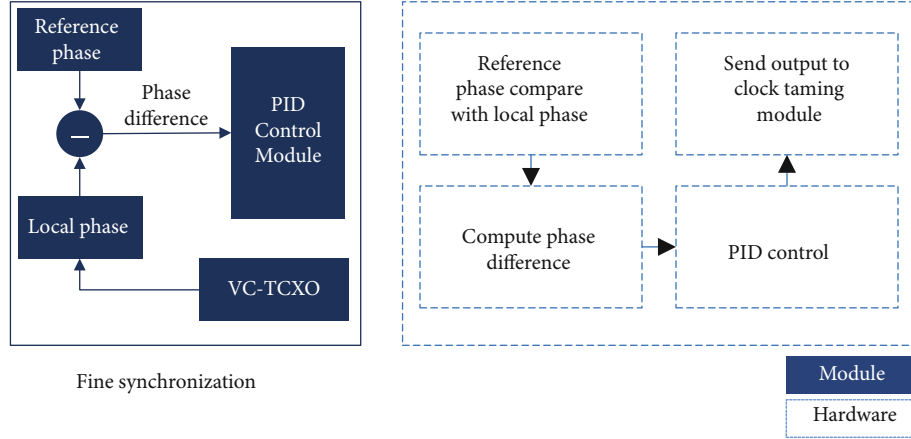 Reference
phase
Phase
difference
PID
Control
Module
—
Local phase
VC-TCXO
Fine synchronization
Reference
phase compare
with local phase
Send output to
clock taming
module
Compute phase
difference
PID control
Module
Hardware